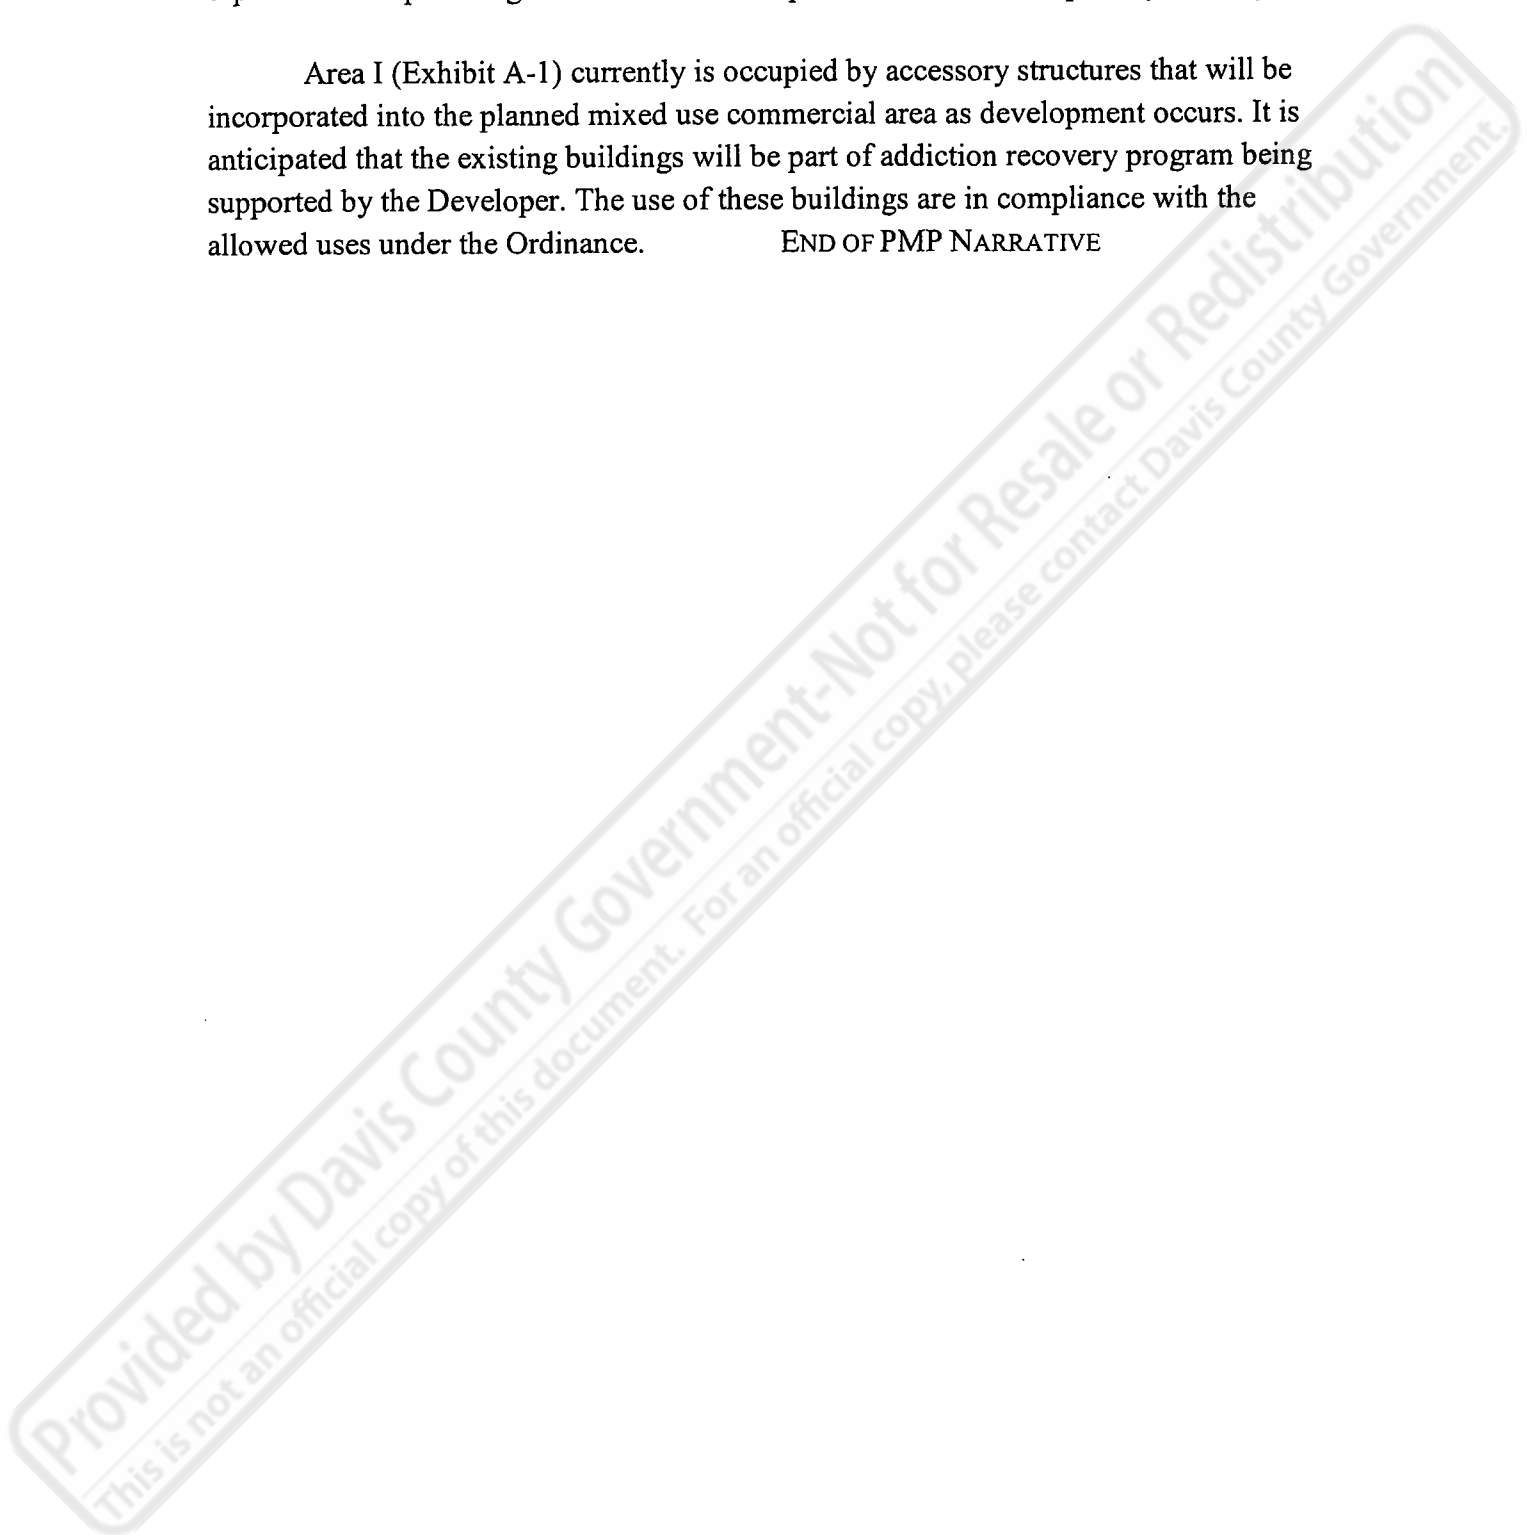 Area I (Exhibit A-1) currently is occupied by accessory structures that will be
incorporated into the planned mixed use commercial area as development occurs. It is
anticipated that the existing buildings will be part of addiction recovery program being
supported by the Developer. The use of these buildings are in compliance with the
allowed uses under the Ordinance. END OF PMP NARRATIVE
Provided by Davis County Government-Not for Resale or Redistribution
This is not an official copy of this document. For an official copy, please contact Davis County Government.